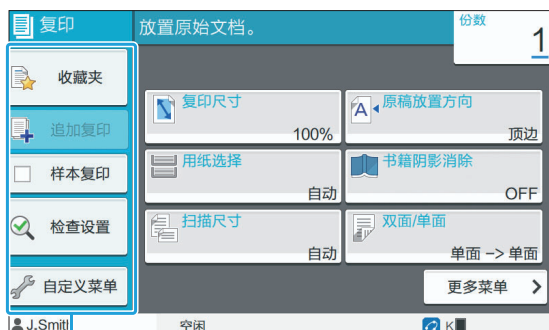 复印
放置原始文档。
份数
1
收藏夹
追加复印
样本复印
检查设置
自定义菜单
复印尺寸
100%
原稿放置方向
A
顶边
用纸选择
自动
书籍阴影消除
OFF
扫描尺寸
自动
双面/单面
单面 -> 单面
更多菜单
J.Smitl
空闲
K